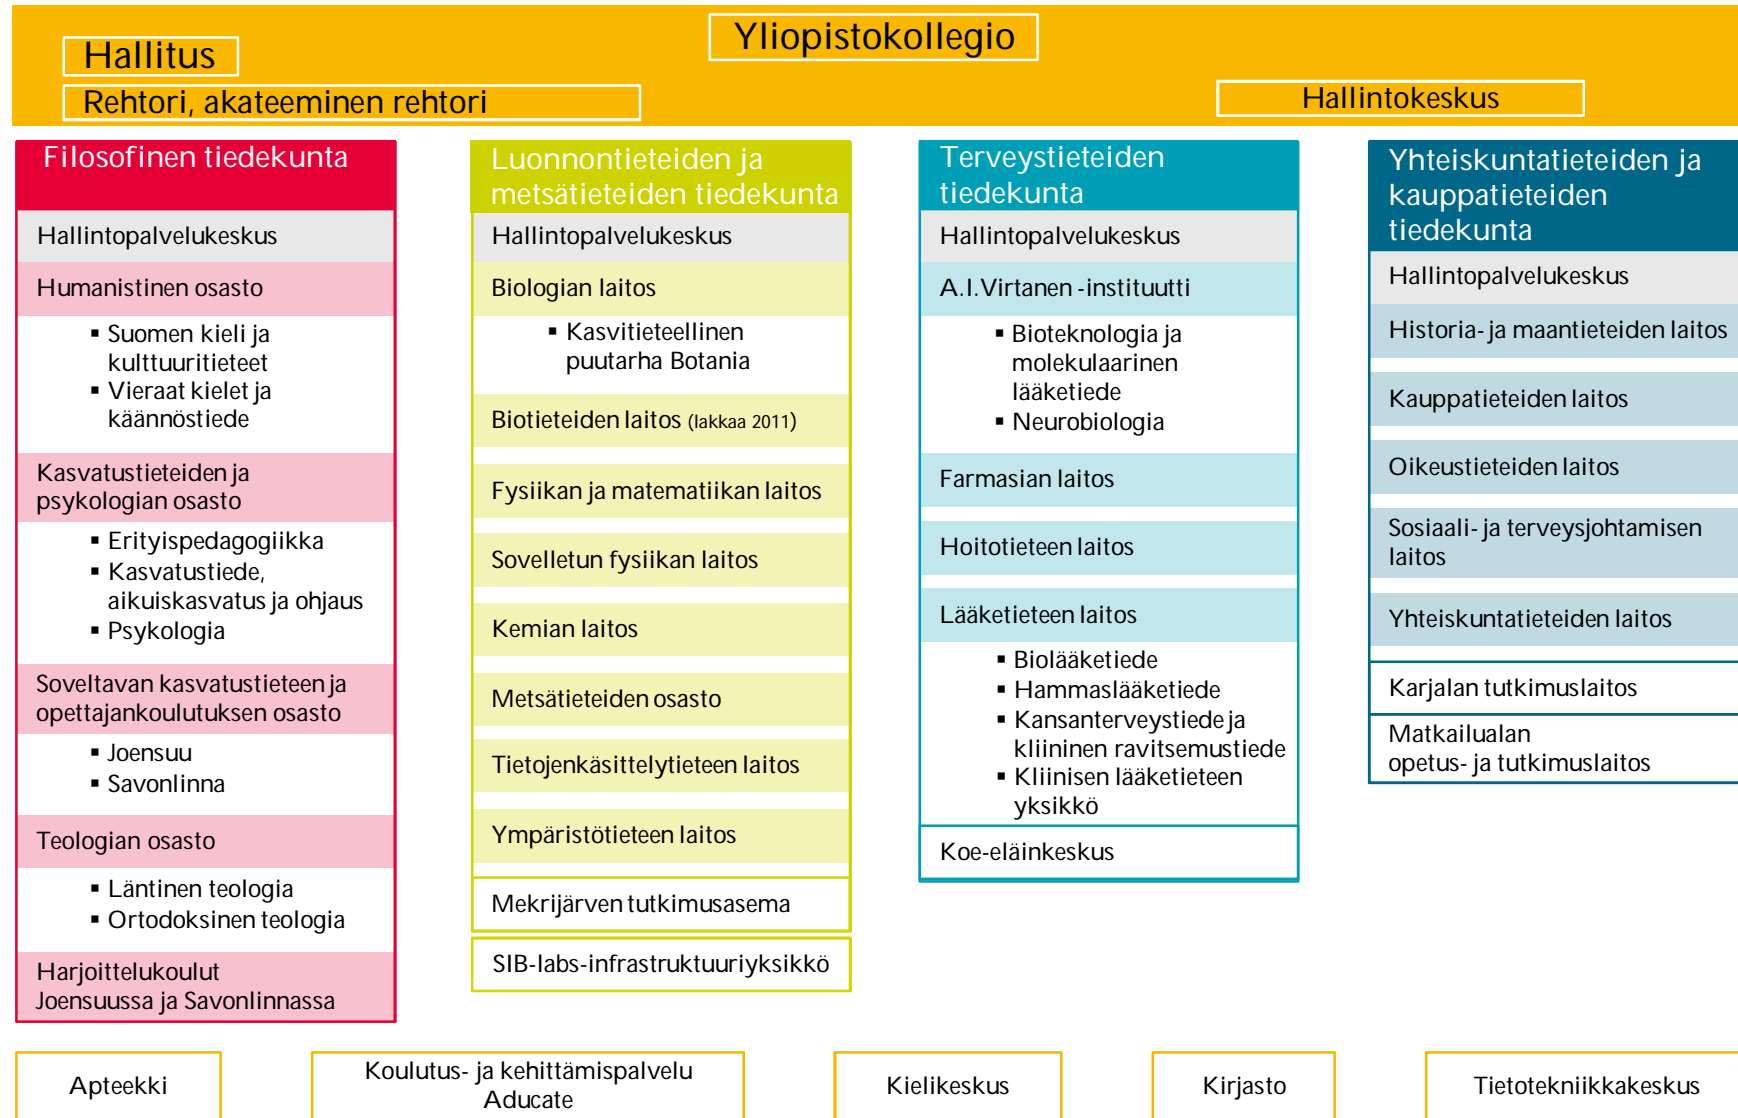 Yliopistokollegio
Hallitus
Rehtori, akateeminen rehtori
Hallintokeskus
Filosofinen tiedekunta
Hallintopalvelukeskus
Humanistinen osasto
▪ Suomen kieli ja
kulttuuritieteet
▪ Vieraat kielet ja
käännöstiede
Kasvatustieteiden ja
psykologian osasto
▪ Erityispedagogiikka
▪ Kasvatustiede,
aikuiskasvatus ja ohjaus
▪ Psykologia
Soveltavan kasvatustieteen ja
opettajankoulutuksen osasto
▪ Joensuu
▪ Savonlinna
Teologian osasto
▪ Läntinen teologia
▪ Ortodoksinen teologia
Harjoittelukoulut
Joensuussa ja Savonlinnassa
Luonnontieteiden ja
metsätieteiden tiedekunta
Hallintopalvelukeskus
Biologian laitos
▪ Kasvitieteellinen
puutarha Botania
Biotieteiden laitos (lakkaa 2011)
Fysiikan ja matematiikan laitos
Sovelletun fysiikan laitos
Kemian laitos
Metsätieteiden osasto
Tietojenkäsittelytieteen laitos
Ympäristötieteen laitos
Mekrijärven tutkimusasema
SIB-labs-infrastruktuuriyksikkö
Terveystieteiden
tiedekunta
Hallintopalvelukeskus
A.I.Virtanen -instituutti
▪ Bioteknologia ja
molekulaarinen
lääketiede
▪ Neurobiologia
Farmasian laitos
Hoitotieteen laitos
Lääketieteen laitos
▪ Biolääketiede
▪ Hammaslääketiede
▪ Kansanterveystiede ja
kliininen ravitsemustiede
▪ Kliinisen lääketieteen
yksikkö
Koe-eläinkeskus
Yhteiskuntatieteiden ja
kauppatieteiden
tiedekunta
Hallintopalvelukeskus
Historia- ja maantieteiden laitos
Kauppatieteiden laitos
Oikeustieteiden laitos
Sosiaali- ja terveysjohtamisen
laitos
Yhteiskuntatieteiden laitos
Karjalan tutkimuslaitos
Matkailualan
opetus- ja tutkimuslaitos
Apteekki
Koulutus- ja kehittämispalvelu
Aducate
Kielikeskus
Kirjasto
Tietotekniikkakeskus